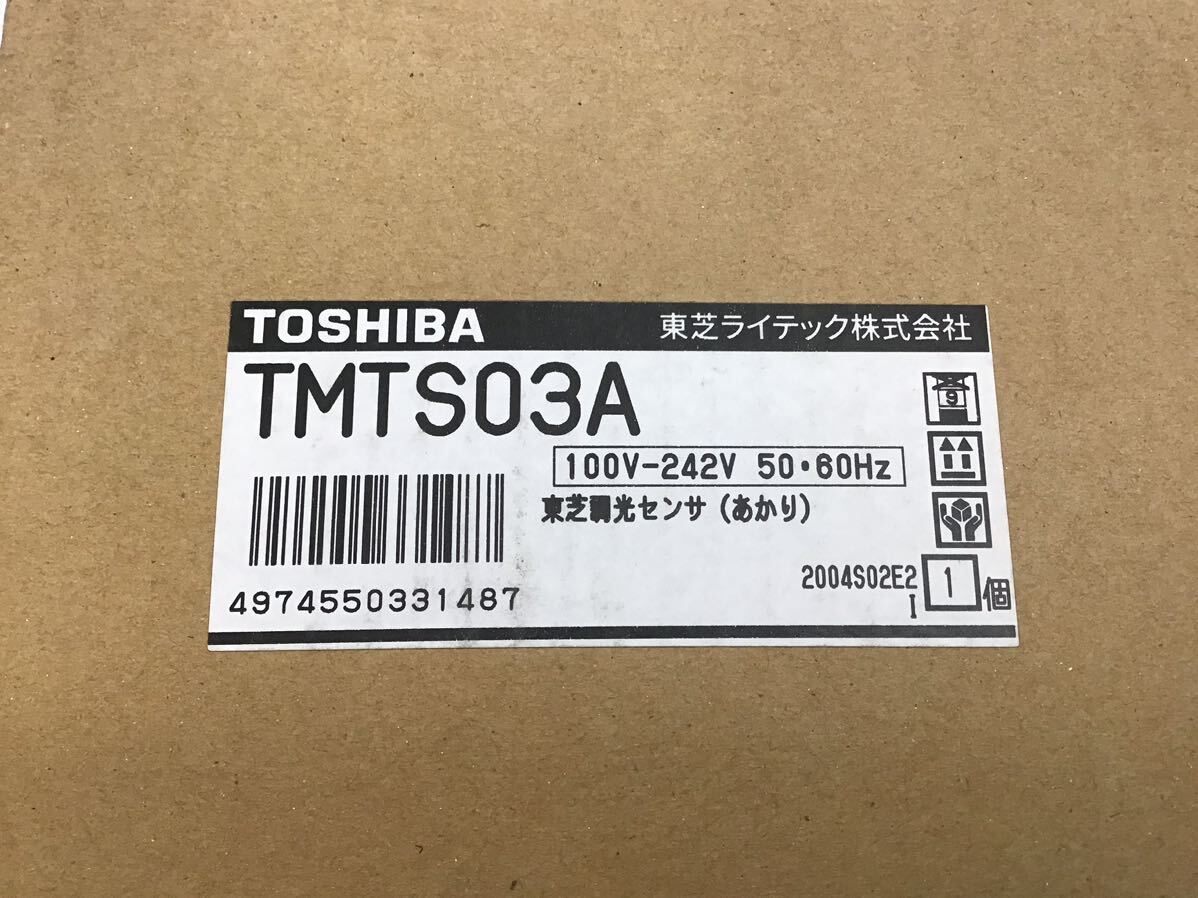 TOSHIBA 東芝ライテック株式会社
TMTS03A
9
100V-242V 50・60Hz
東芝調光センサ(あかり)
4974550331487
2004S02E2
I
1 個